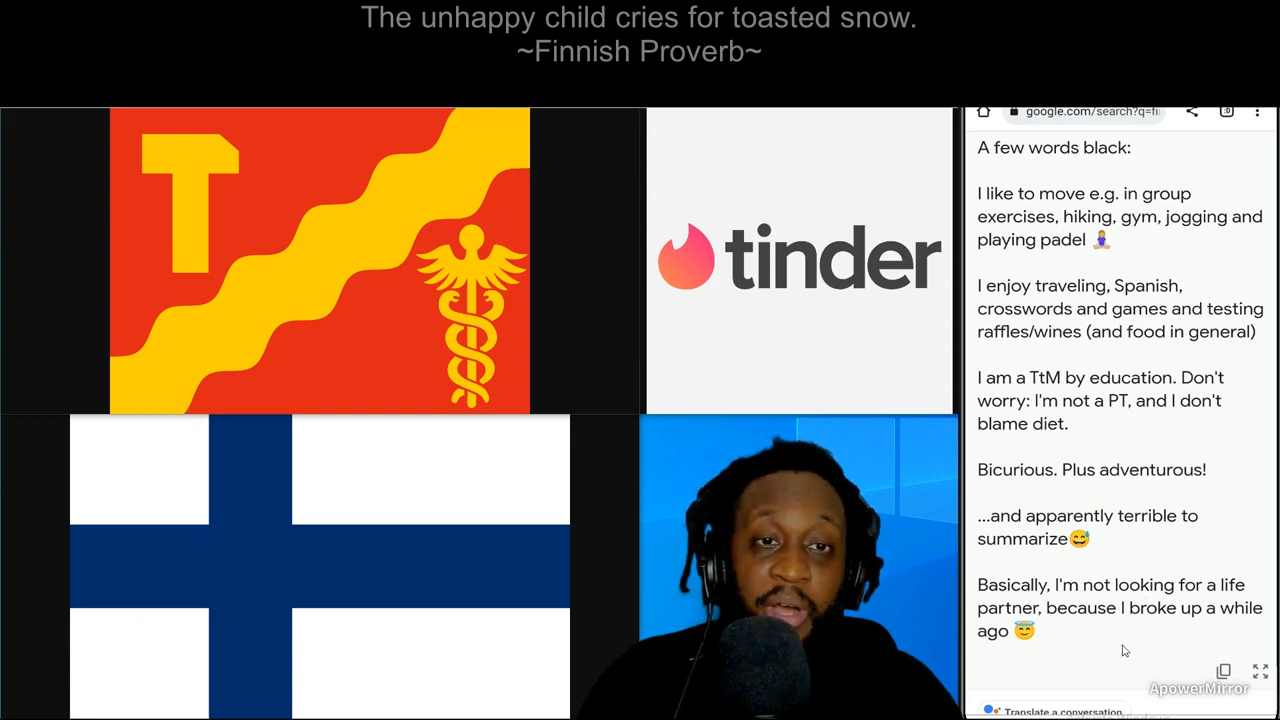 The unhappy child cries for toasted snow.
~Finnish Proverb~
T
tinder
google.com/search?q=fi
A few words black:
I like to move e.g. in group
exercises, hiking, gym, jogging and
playing padel 🧘‍♀️
I enjoy traveling, Spanish,
crosswords and games and testing
raffles/wines (and food in general)
I am a TtM by education. Don't
worry: I'm not a PT, and I don't
blame diet.
Bicurious. Plus adventurous!
...and apparently terrible to
summarize😅
Basically, I'm not looking for a life
partner, because I broke up a while
ago 😇
ApowerMirror
Translate a conversation